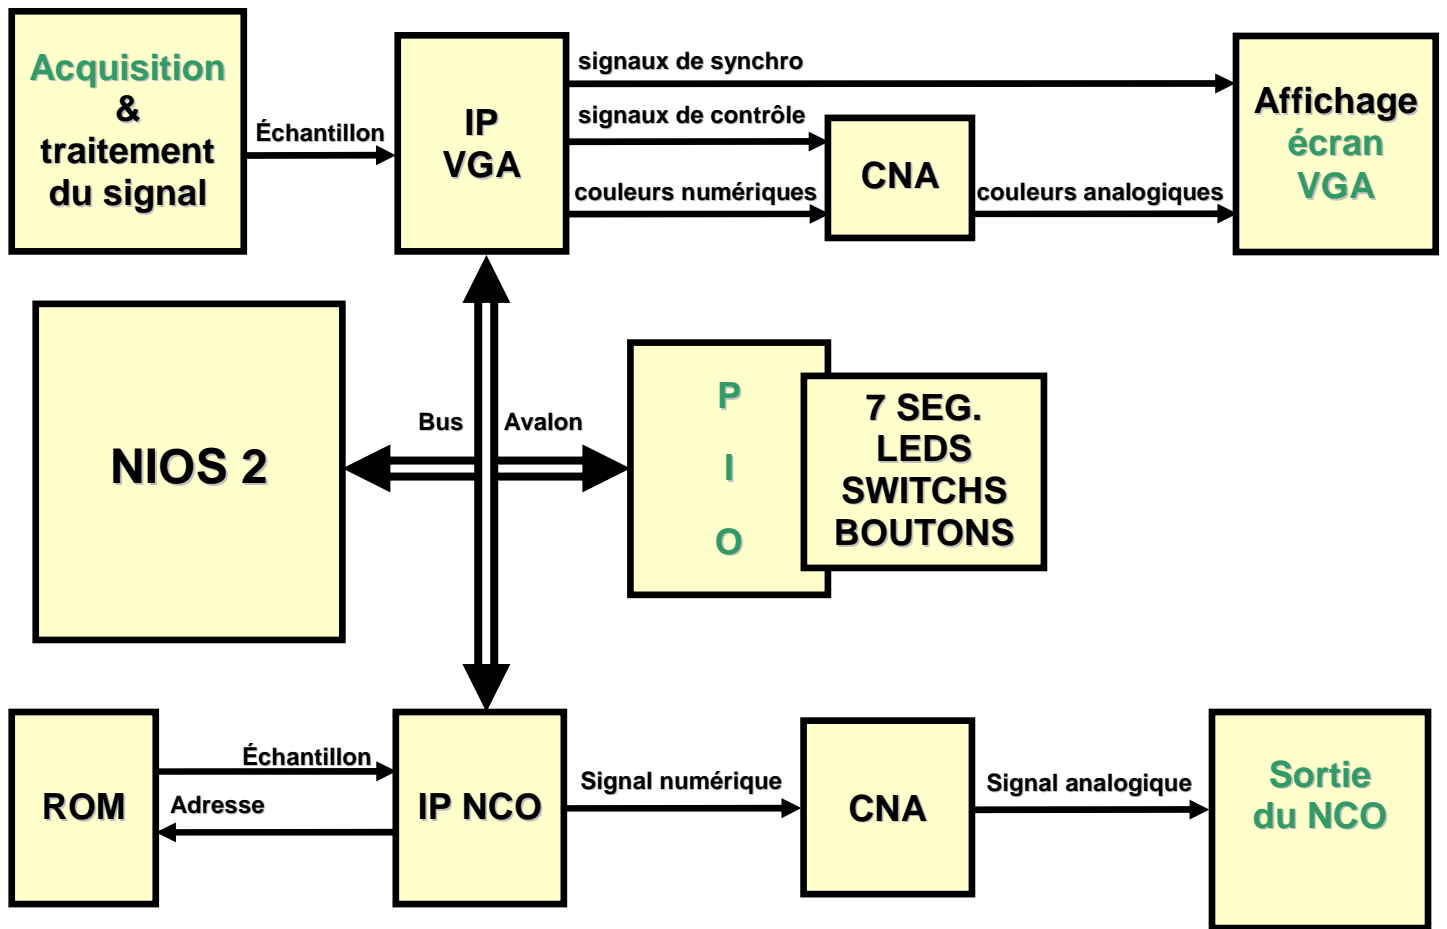 Acquisition
&
traitement
du signal
Échantillon
IP
VGA
signaux de synchro
signaux de contrôle
couleurs numériques
CNA
couleurs analogiques
Affichage
écran
VGA
NIOS 2
Bus
Avalon
P
I
O
7 SEG.
LEDS
SWITCHS
BOUTONS
ROM
Échantillon
Adresse
IP NCO
Signal numérique
CNA
Signal analogique
Sortie
du NCO